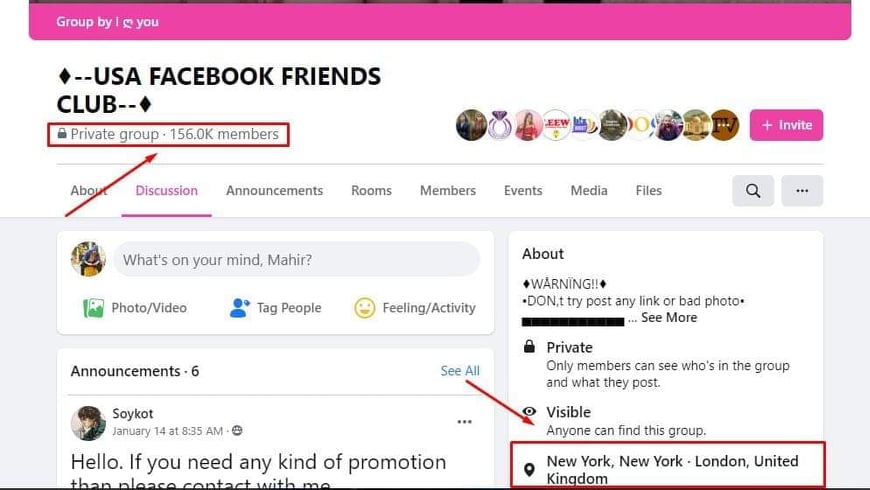 Group by I ღ you
♦--USA FACEBOOK FRIENDS
CLUB--♦
Private group · 156.0K members
.EEW
+ Invite
About
Discussion
Announcements
Rooms
Members
Events
Media
Files
What's on your mind, Mahir?
Photo/Video
Tag People
Feeling/Activity
Announcements · 6
See All
Soykot
January 14 at 8:35 AM ·
Hello. If you need any kind of promotion
than please contact with me
About
♦WÅRNÏNG!!♦
•DON,t try post any link or bad photo•
▄▄▄▄▄▄▄▄▄▄▄ ... See More
Private
Only members can see who's in the group
and what they post.
Visible
Anyone can find this group.
New York, New York · London, United
Kingdom